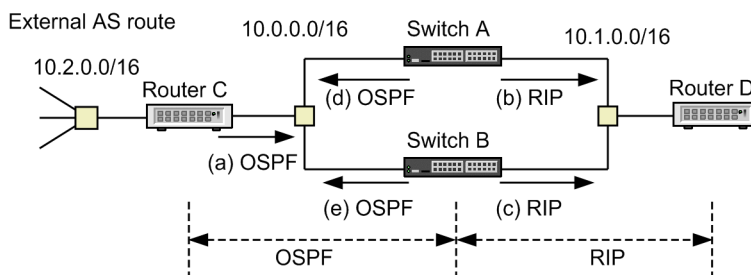 External AS route
10.0.0.0/16
Switch A
10.1.0.0/16
10.2.0.0/16
Router C
Router D
(d) OSPF
(b) RIP
(a) OSPF
Switch B
(e) OSPF
(c) RIP
OSPF
RIP